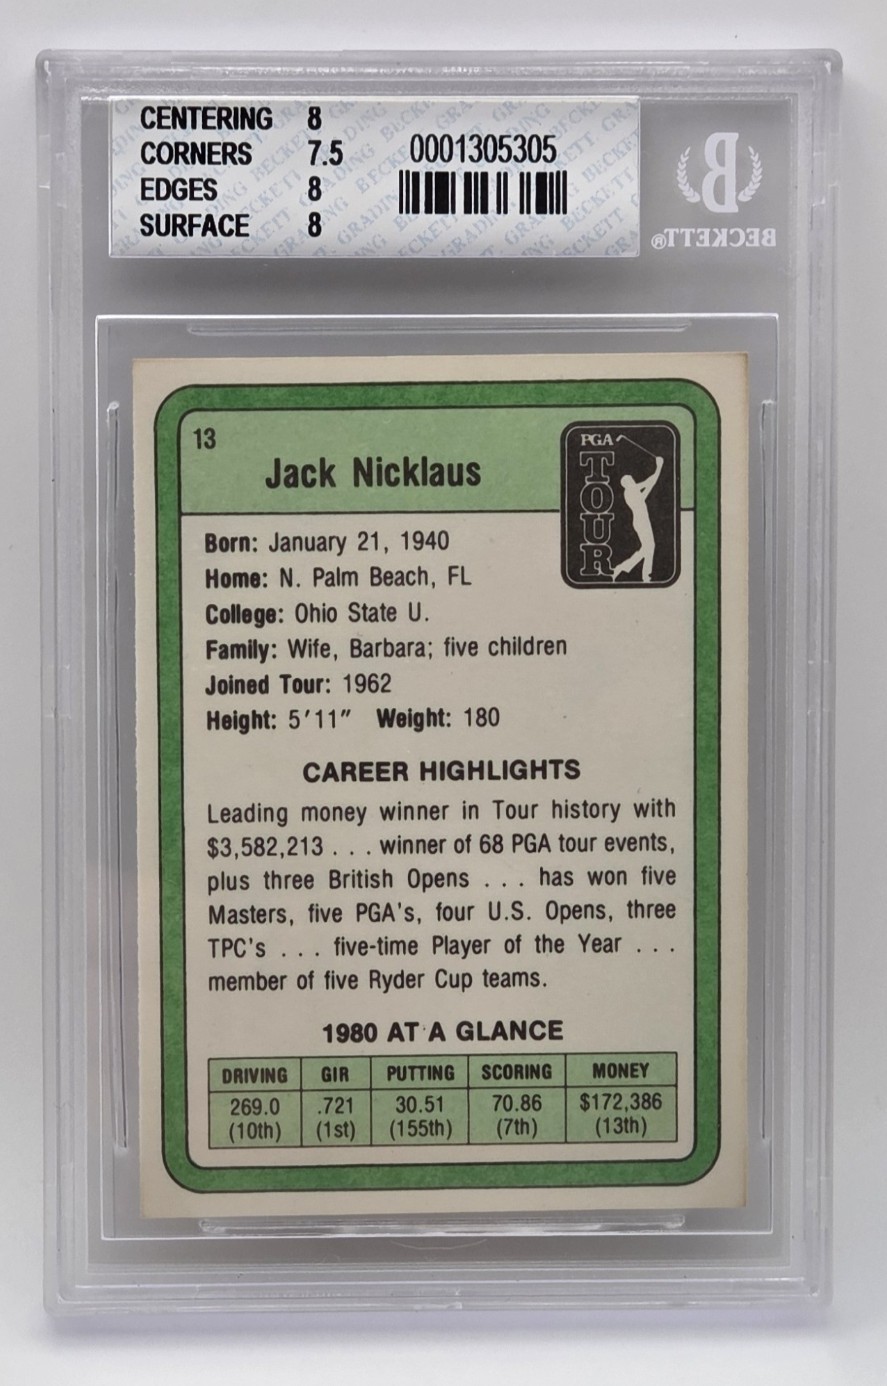 CENTERING 8
CORNERS 7.5
EDGES 8
SURFACE 8
0001305305
BECKETT®
13
Jack Nicklaus
PGA
TOUR
Born: January 21, 1940
Home: N. Palm Beach, FL
College: Ohio State U.
Family: Wife, Barbara; five children
Joined Tour: 1962
Height: 5'11" Weight: 180
CAREER HIGHLIGHTS
Leading money winner in Tour history with
$3,582,213 . . . winner of 68 PGA tour events,
plus three British Opens . . . has won five
Masters, five PGA's, four U.S. Opens, three
TPC's . . . five-time Player of the Year . . .
member of five Ryder Cup teams.
1980 AT A GLANCE
DRIVING GIR PUTTING SCORING MONEY
269.0 .721 30.51 70.86 $172,386
(10th) (1st) (155th) (7th) (13th)